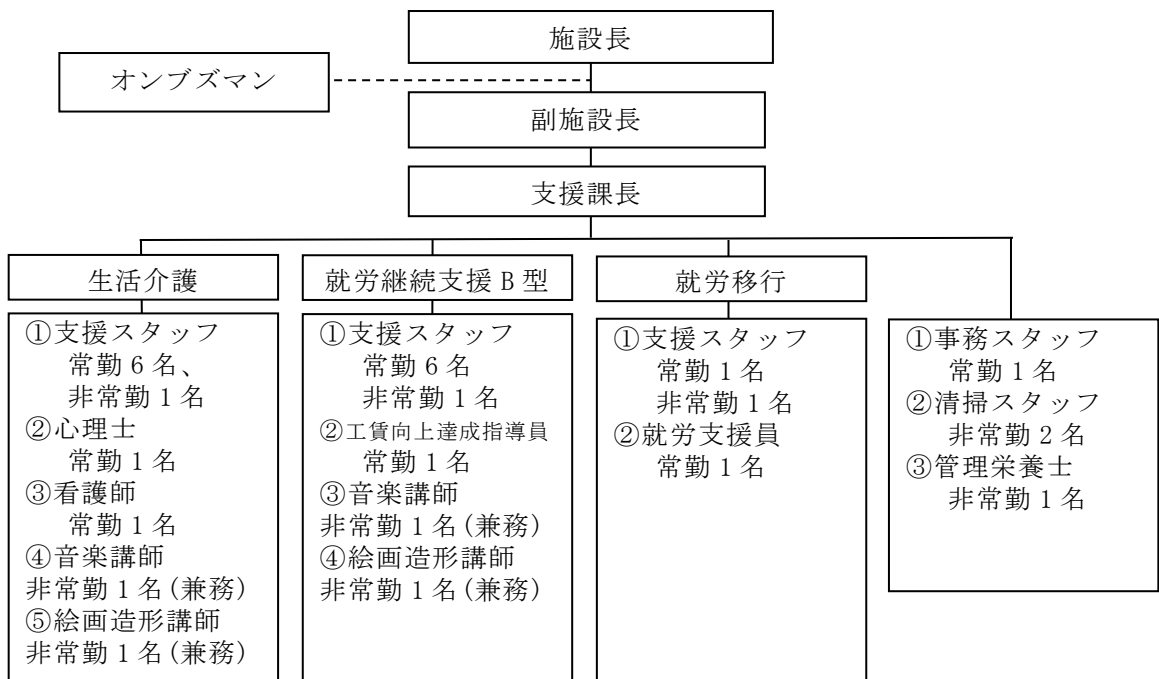 施設長
オンブズマン
副施設長
支援課長
生活介護
①支援スタッフ
常勤6名、
非常勤1名
②心理士
常勤1名
③看護師
常勤1名
④音楽講師
非常勤1名(兼務)
⑤絵画造形講師
非常勤1名(兼務)
就労継続支援B型
①支援スタッフ
常勤6名
非常勤1名
②工賃向上達成指導員
常勤1名
③音楽講師
非常勤1名(兼務)
④絵画造形講師
非常勤1名(兼務)
就労移行
①支援スタッフ
常勤1名
非常勤1名
②就労支援員
常勤1名
①事務スタッフ
常勤1名
②清掃スタッフ
非常勤2名
③管理栄養士
非常勤1名